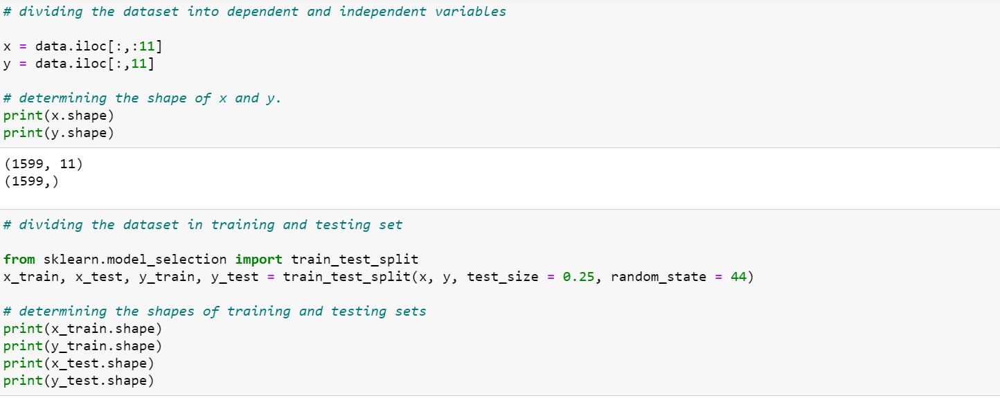 # dividing the dataset into dependent and independent variables
x = data.iloc[:,:11]
y = data.iloc[:,11]
# determining the shape of x and y.
print(x.shape)
print(y.shape)
(1599, 11)
(1599,)
# dividing the dataset in training and testing set
from sklearn.model_selection import train_test_split
x_train, x_test, y_train, y_test = train_test_split(x, y, test_size = 0.25, random_state = 44)
# determining the shapes of training and testing sets
print(x_train.shape)
print(y_train.shape)
print(x_test.shape)
print(y_test.shape)